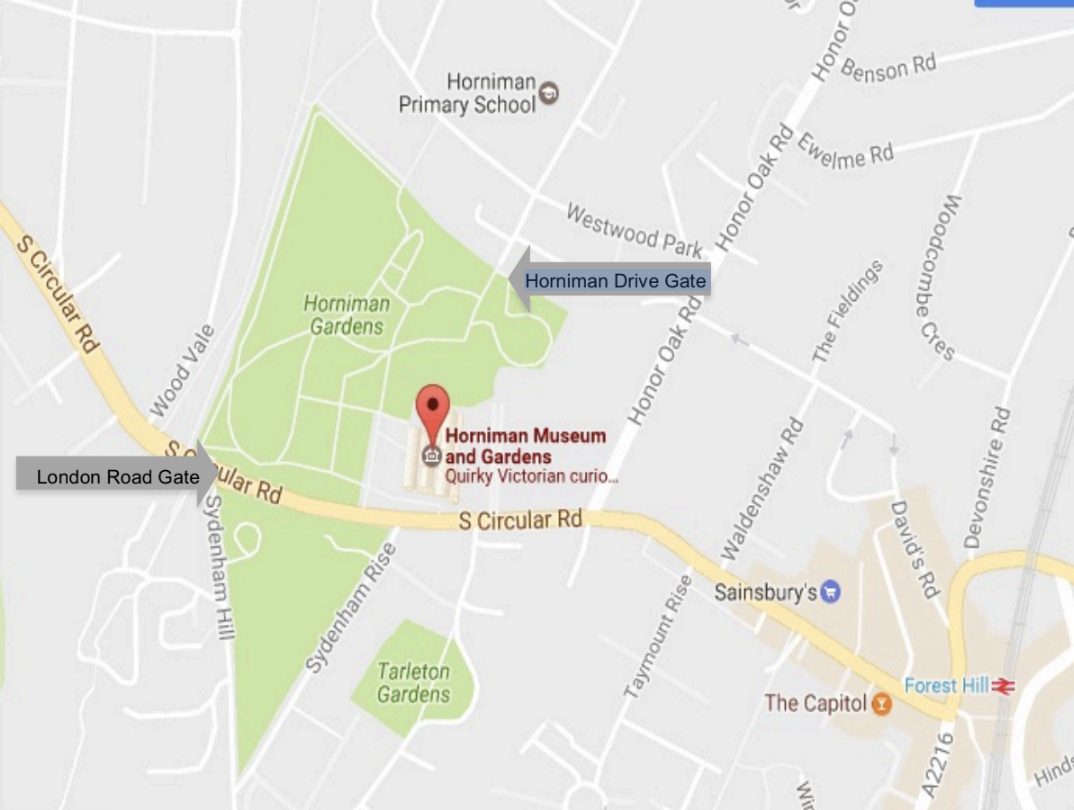 Honor Oak Rd
Benson Rd
Horniman
Primary School
Ewelme Rd
Honor Oak Rd
Westwood Park
Woodcombe Cres
S Circular Rd
Horniman Drive Gate
The Fieldings
Horniman
Gardens
Wood Vale
Honor Oak Rd
Horniman Museum
and Gardens
Quirky Victorian curio...
London Road Gate
S Circular Rd
S Circular Rd
Waldenshaw Rd
Devonshire Rd
David's Rd
Sydenham Hill
Sydenham Rise
Sainsbury's
Taymount Rise
Tarleton
Gardens
Forest Hill
The Capitol
A2216